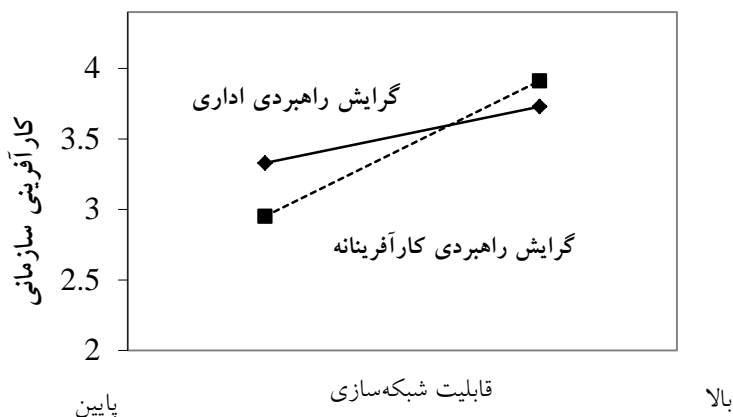 4
3.5
3
2.5
2
کارآفرینی سازمانی
گرایش راهبردی اداری
گرایش راهبردی کارآفرینانه
پایین
قابلیت شبکه‌سازی
بالا